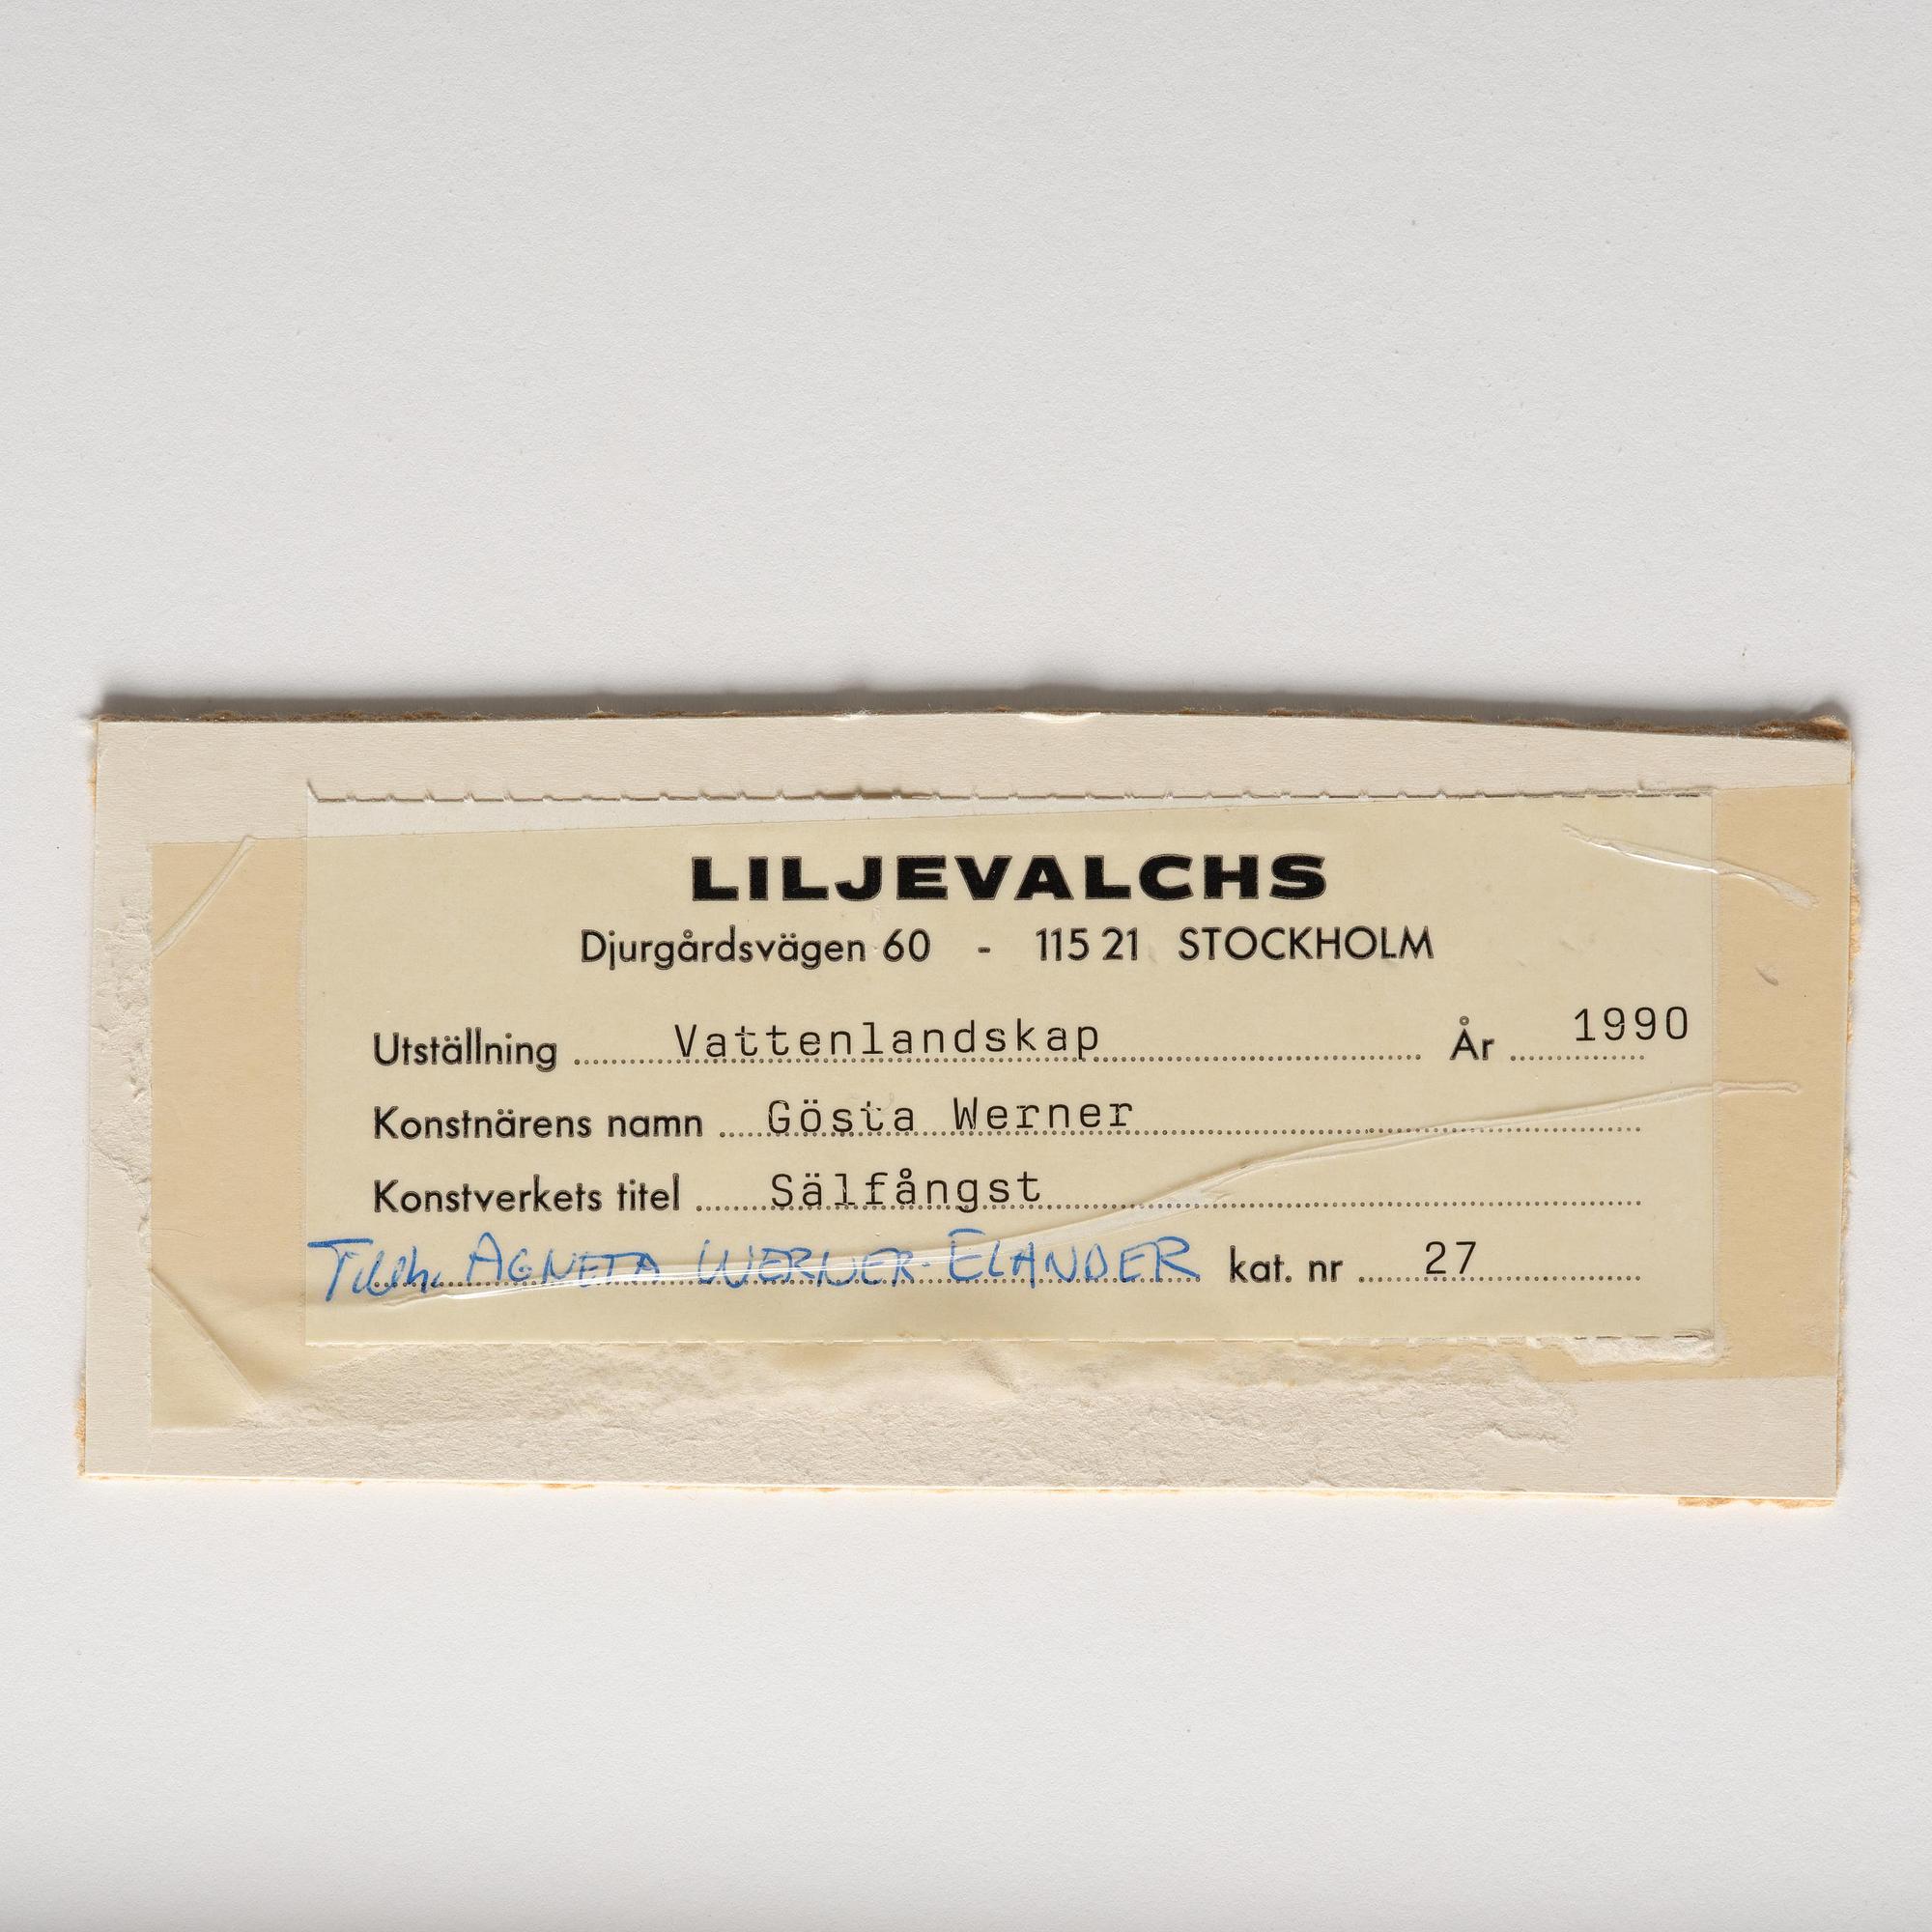 LILJEVALCHS
Djurgårdsvägen 60 - 115 21 STOCKHOLM
Utställning Vattenlandskap År 1990
Konstnärens namn Gösta Werner
Konstverkets titel Sälfångst
Tillh. AGNETA WERNER-ELANDER kat. nr 27